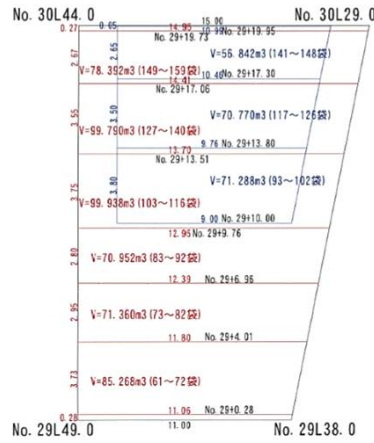 No. 30L44. 0
No. 30L29. 0
15.00
0.27
0.05
14.95
10.99
No. 29+19.95
No. 29+19.73
2.67
2.65
V=56.842m3 (141～148袋)
V=78.392m3 (149～159袋)
10.46
No. 29+17.30
14.41
No. 29+17.06
3.55
3.50
V=70.770m3 (117～126袋)
V=99.790m3 (127～140袋)
9.76
No. 29+13.80
13.70
No. 29+13.51
3.75
3.80
V=71.288m3 (93～102袋)
V=99.938m3 (103～116袋)
9.00
No. 29+10.00
12.95
No. 29+9.76
2.80
V=70.952m3 (83～92袋)
12.39
No. 29+6.96
2.95
V=71.360m3 (73～82袋)
11.80
No. 29+4.01
3.73
V=85.268m3 (61～72袋)
0.28
11.06
No. 29+0.28
11.00
No. 29L49. 0
No. 29L38. 0